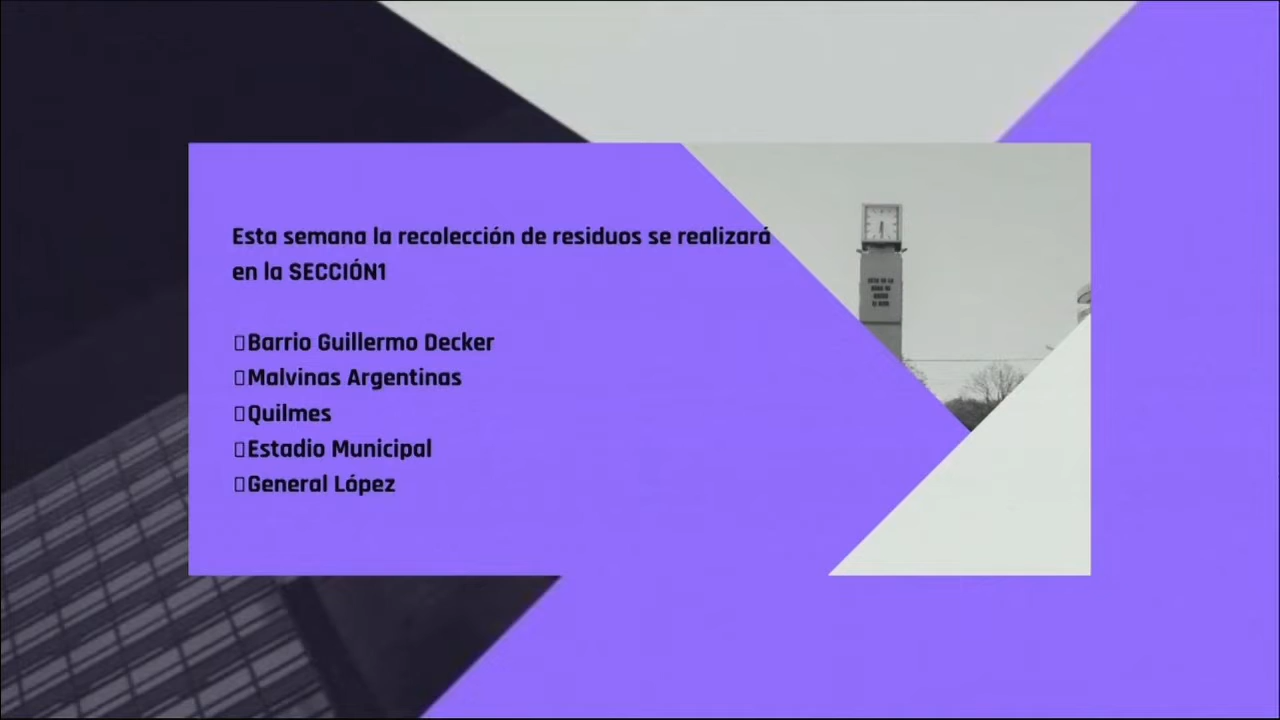 Esta semana la recolección de residuos se realizará
en la SECCIÓN1
▯Barrio Guillermo Decker
▯Malvinas Argentinas
▯Quilmes
▯Estadio Municipal
▯General López